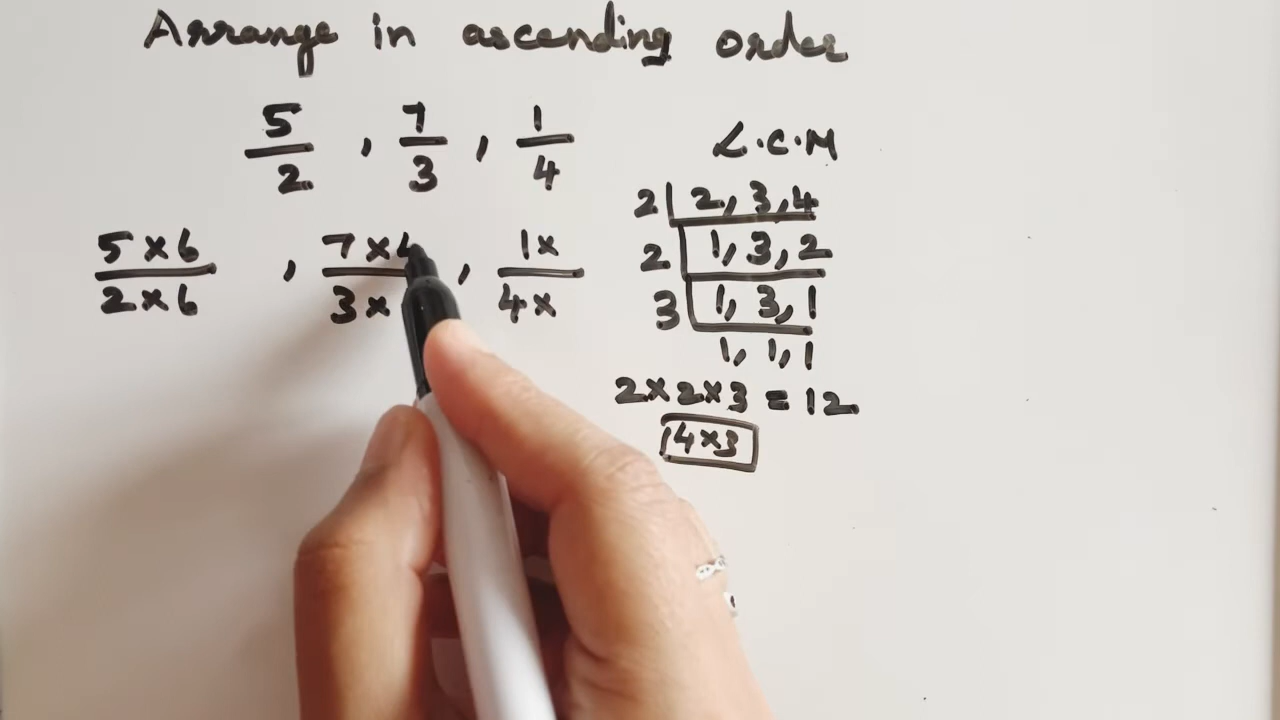 Arrange in ascending order
5/2 , 7/3 , 1/4
L.C.M
2 | 2, 3, 4
2 | 1, 3, 2
3 | 1, 3, 1
1, 1, 1
2×2×3 = 12
4×3
5×6/2×6 , 7×4/3× , 1×/4×